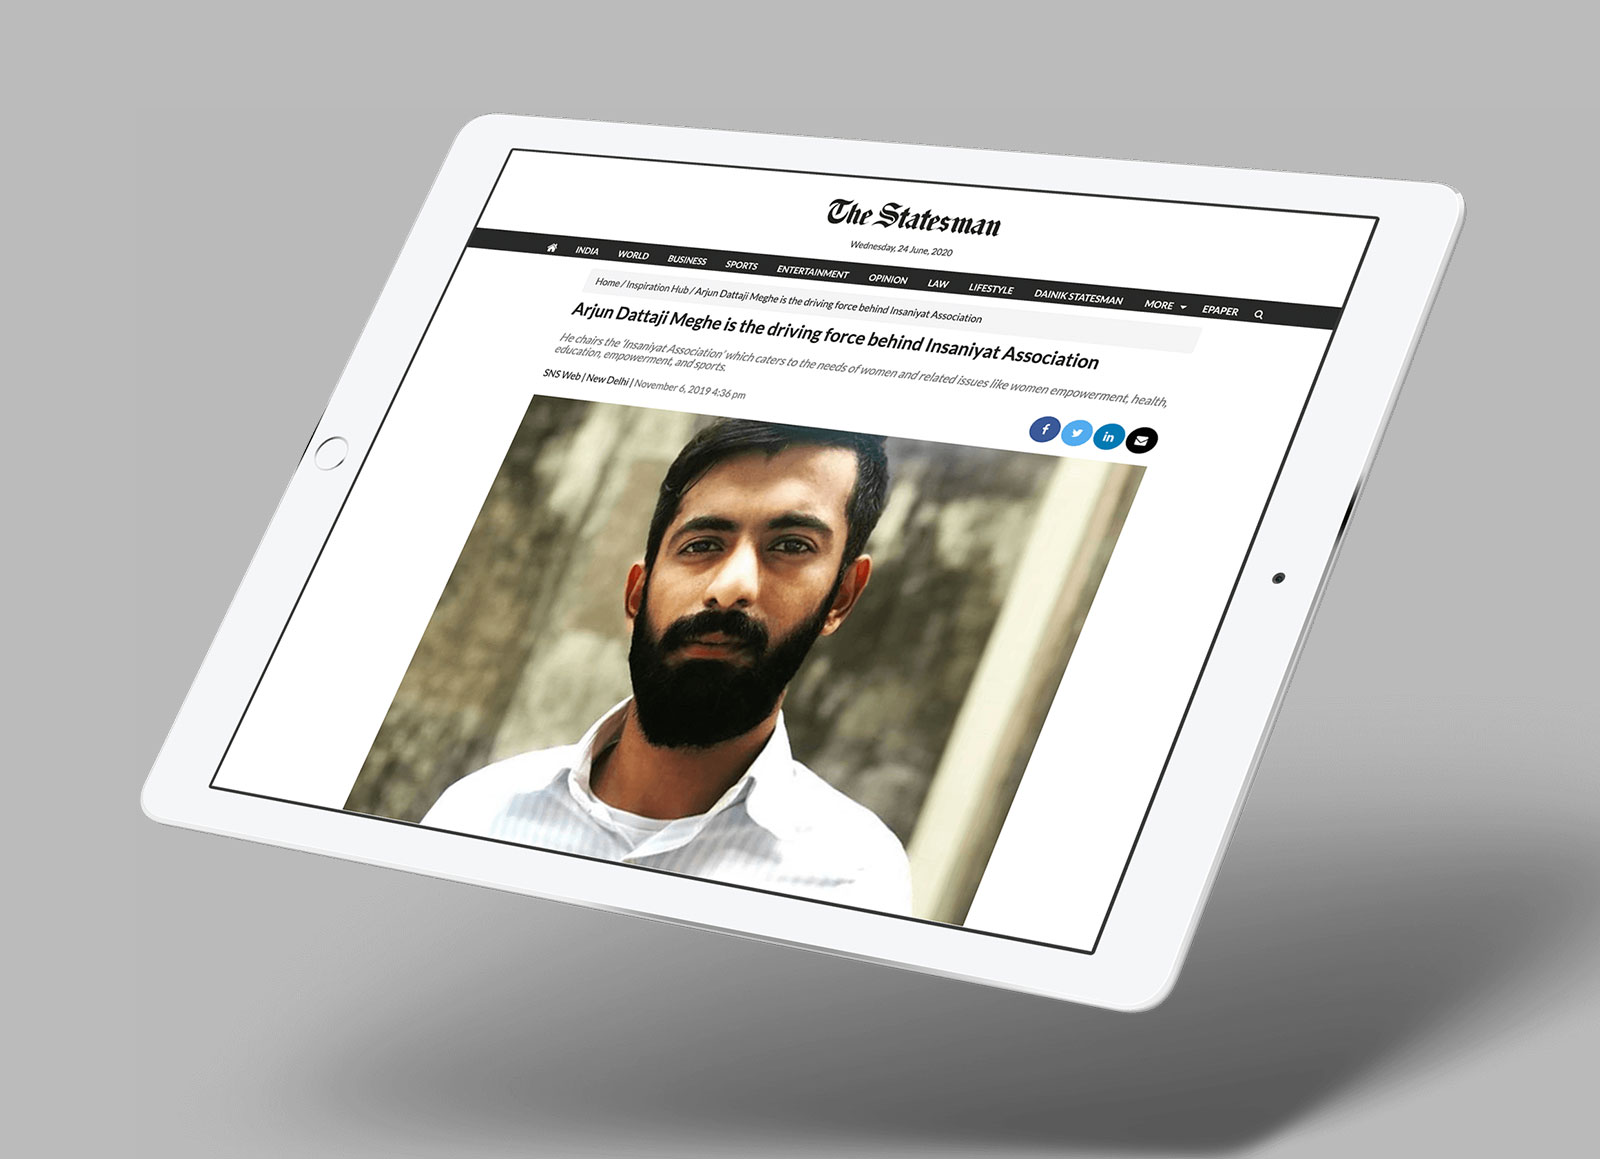 The Statesman
Wednesday, 24 June, 2020
INDIA WORLD BUSINESS SPORTS ENTERTAINMENT OPINION LAW LIFESTYLE DAINIK STATESMAN MORE EPAPER
Home / Inspiration Hub / Arjun Dattaji Meghe is the driving force behind Insaniyat Association
Arjun Dattaji Meghe is the driving force behind Insaniyat Association
He chairs the 'Insaniyat Association' which caters to the needs of women and related issues like women empowerment, health,
education, empowerment, and sports.
SNS Web | New Delhi | November 6, 2019 4:36 pm